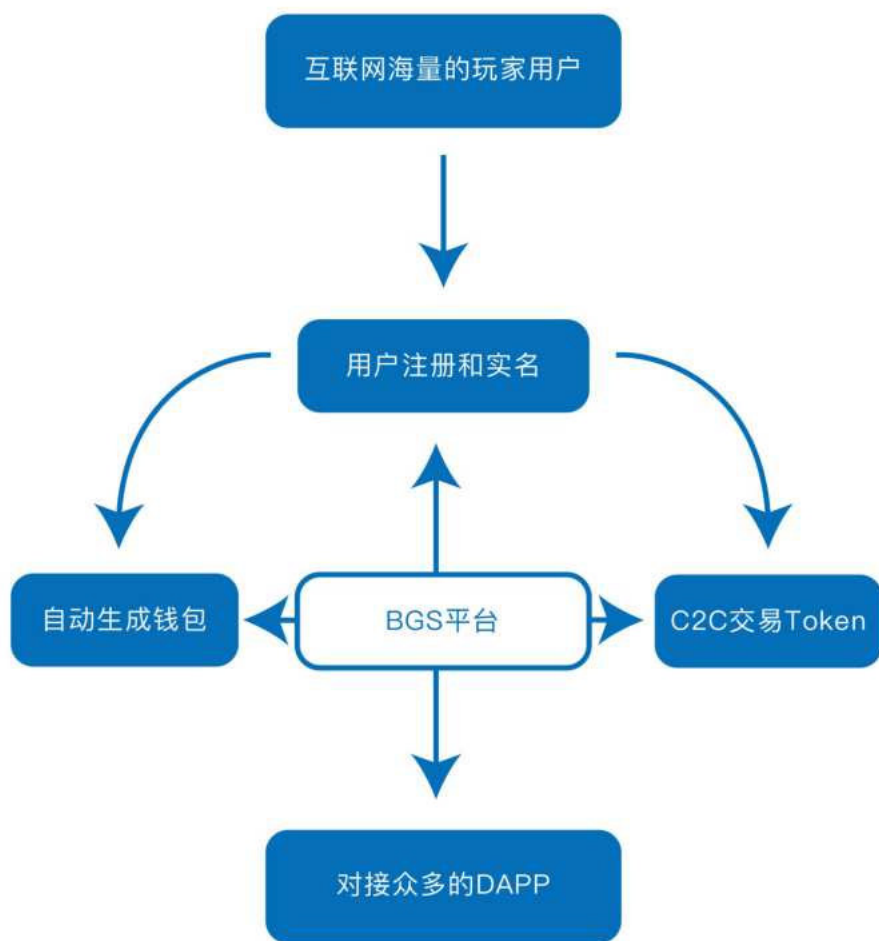 互联网海量的玩家用户
用户注册和实名
自动生成钱包
BGS平台
C2C交易Token
对接众多的DAPP